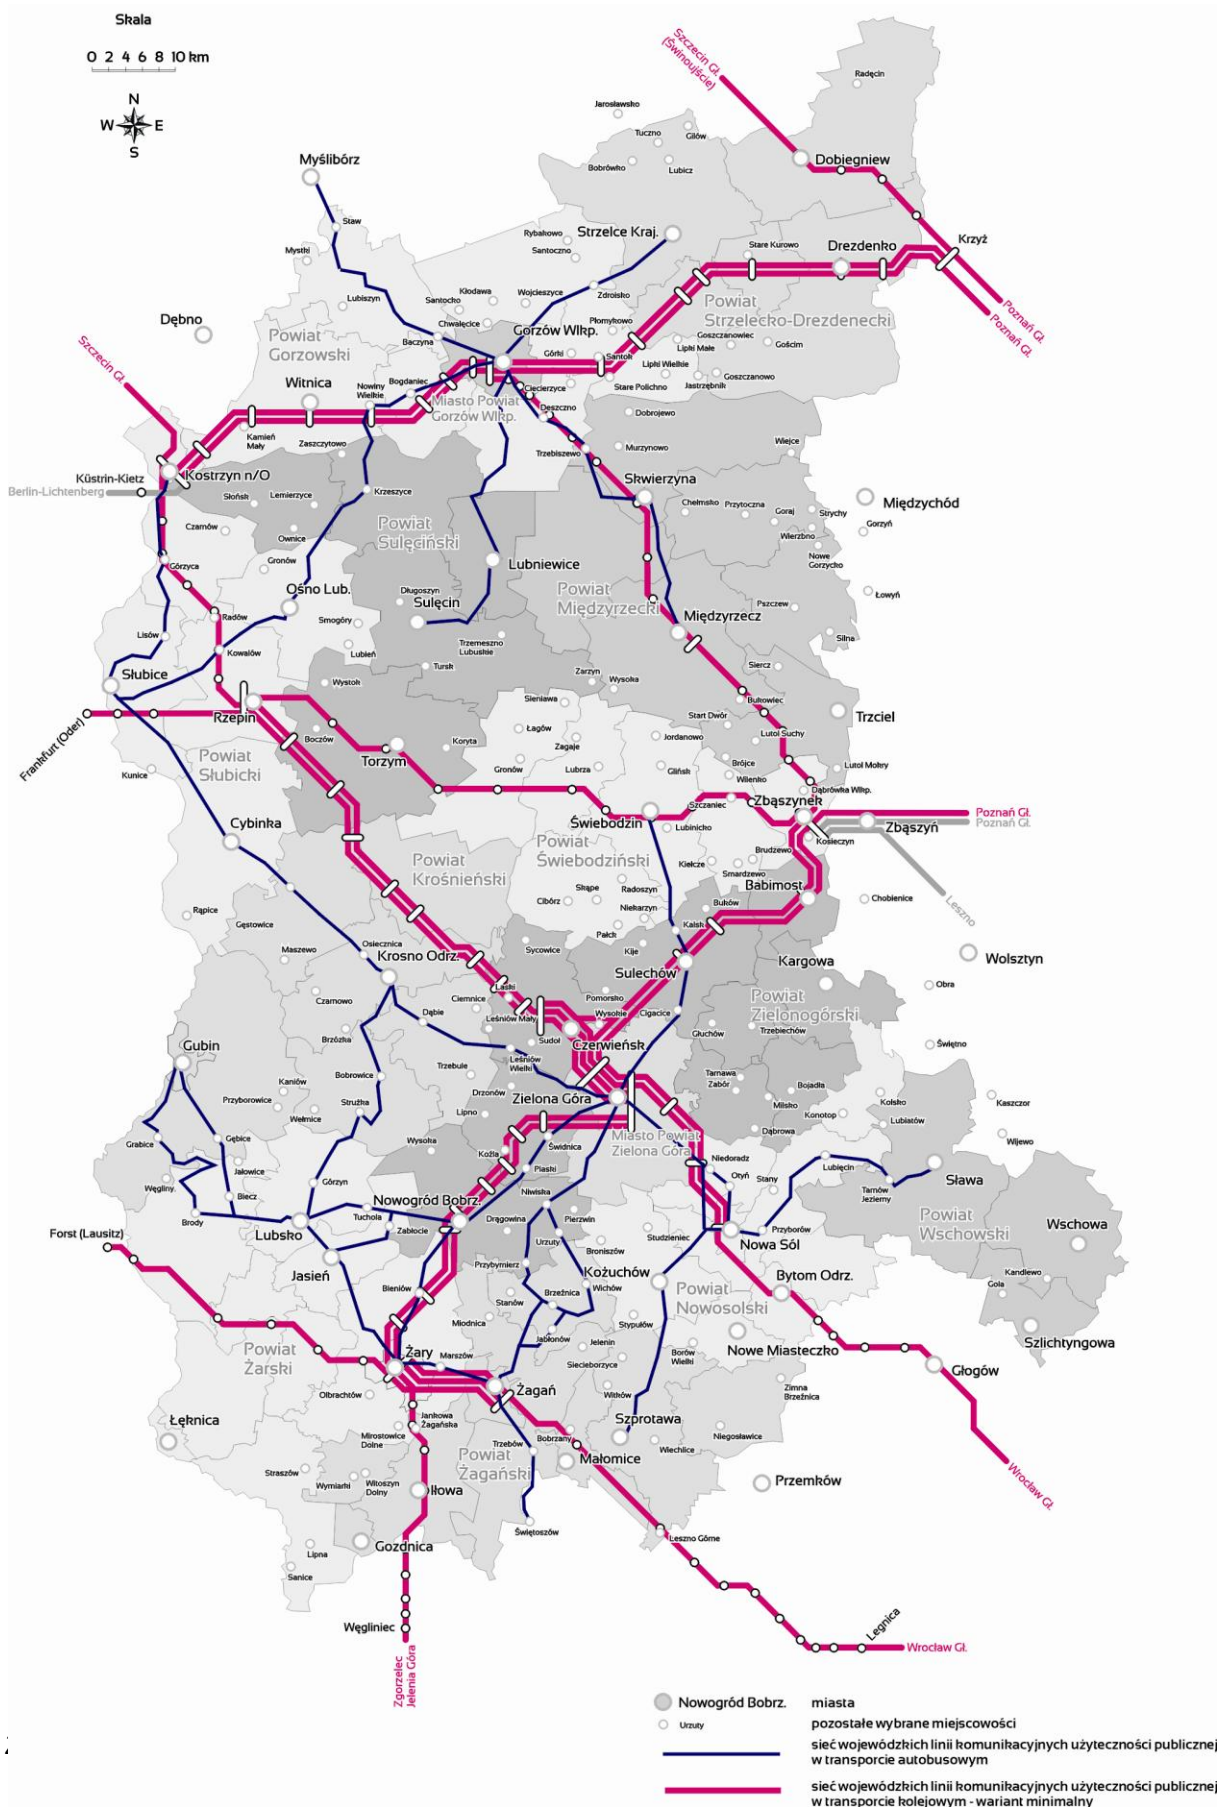 Skala
0 2 4 6 8 10 km
N
W E
S
Szczecin Gł.
(Świnoujście)
Radęcin
Jarosławsko
Tuczno
Gilów
Dobiegniew
Bobrówko
Lubicz
Myślibórz
Staw
Rybakowo
Santoczno
Strzelce Kraj.
Stare Kurowo
Drezdenko
Krzyż
Mystki
Kłodawa
Wojcieszyce
Zdroisko
Lubiszyn
Santocko
Chwalęcice
Płomykowo
Powiat
Strzelecko-Drezdenecki
Poznań Gł.
Poznań Gł.
Dębno
Powiat
Gorzowski
Baczyna
Gorzów Wlkp.
Górki
Santok
Goszczanowiec
Gościm
Lipki Małe
Lipki Wielkie
Szczecin Gł.
Witnica
Nowiny
Wielkie
Bogdaniec
Miasto Powiat
Gorzów Wlkp.
Ciecierzyce
Stare Polichno
Jastrzębnik
Goszczanowo
Deszczno
Dobrojewo
Kamień
Mały
Zaszczytowo
Trzebiszewo
Murzynowo
Wiejce
Küstrin-Kietz
Kostrzyn n/O
Berlin-Lichtenberg
Krzeszyce
Skwierzyna
Międzychód
Słońsk
Lemierzyce
Chełmsko
Przytoczna
Goraj
Strychy
Czarnów
Ownice
Powiat
Sulęciński
Wierzbno
Gorzyń
Nowe
Gorzycko
Górzyca
Gronów
Lubniewice
Powiat
Międzyrzecki
Ośno Lub.
Długoszyn
Sulęcin
Łowyń
Radów
Smogóry
Pszczew
Międzyrzecz
Lisów
Kowalów
Lubień
Trzemeszno
Lubuskie
Silna
Słubice
Wystok
Tursk
Zarzyn
Wysoka
Siercz
Sieniawa
Bukowiec
Rzepin
Start Dwór
Trzciel
Frankfurt (Oder)
Boczów
Torzym
Koryta
Łagów
Zagaje
Jordanowo
Lutol Suchy
Powiat
Słubicki
Kunice
Gronów
Lubrza
Glińsk
Brójce
Wilenko
Lutol Mokry
Dąbrówka Wlkp.
Szczaniec
Zbąszynek
Poznań Gł.
Poznań Gł.
Cybinka
Świebodzin
Lubinicko
Zbąszyń
Kosieczyn
Powiat
Świebodziński
Brudzewo
Powiat
Krośnieński
Kiełcze
Smardzewo
Skąpe
Radoszyn
Babimost
Leszno
Cibórz
Niekarzyn
Buków
Chobienice
Rąpice
Gęstowice
Pałck
Kalsk
Maszewo
Osiecznica
Sycowice
Kije
Krosno Odrz.
Sulechów
Kargowa
Wolsztyn
Czarnowo
Laski
Ciemnice
Pomorsko
Obra
Dąbie
Leśniów Mały
Wysokie
Cigacice
Powiat
Zielonogórski
Brzózka
Sudoł
Czerwieńsk
Głuchów
Trzebiechów
Świętno
Gubin
Leśniów
Wielki
Bobrowice
Trzebule
Tarnawa
Zabór
Bojadła
Kaniów
Drzonów
Zielona Góra
Przyborowice
Strużka
Milsko
Kolsko
Kaszczor
Wełmice
Lipno
Konotop
Lubiatów
Grabice
Gębice
Wysoka
Świdnica
Miasto Powiat
Zielona Góra
Dąbrowa
Wijewo
Koźla
Niedoradz
Jałowice
Piaski
Lubięcin
Sława
Węgliny
Biecz
Górzyn
Niwiska
Otyń
Stany
Tarnów
Jeziorny
Brody
Tuchola
Nowogród Bobrz.
Drągowina
Pierzwin
Powiat
Wschowski
Wschowa
Forst (Lausitz)
Lubsko
Zabłocie
Urzuty
Broniszów
Studzieniec
Nowa Sól
Przyborów
Jasień
Przybymierz
Kożuchów
Bytom Odrz.
Kandlewo
Bieniów
Stanów
Brzeźnica
Wichów
Powiat
Nowosolski
Gola
Miodnica
Stypułów
Powiat
Żarski
Jabłonów
Jelenin
Borów
Wielki
Nowe Miasteczko
Szlichtyngowa
Żary
Marszów
Siecieborzyce
Głogów
Olbrachtów
Żagań
Witków
Zimna
Brzeźnica
Łęknica
Jankowa
Żagańska
Szprotawa
Mirostowice
Dolne
Trzebów
Bobrzany
Wiechlice
Niegosławice
Powiat
Żagański
Małomice
Straszów
Wymiarki
Witoszyn
Dolny
Iłowa
Przemków
Wrocław Gł.
Świętoszów
Leszno Górne
Gozdnica
Lipna
Sanice
Węgliniec
Zgorzelec
Jelenia Góra
Legnica
Wrocław Gł.
Nowogród Bobrz. miasta
Urzuty pozostałe wybrane miejscowości
sieć wojewódzkich linii komunikacyjnych użyteczności publicznej
w transporcie autobusowym
sieć wojewódzkich linii komunikacyjnych użyteczności publicznej
w transporcie kolejowym - wariant minimalny